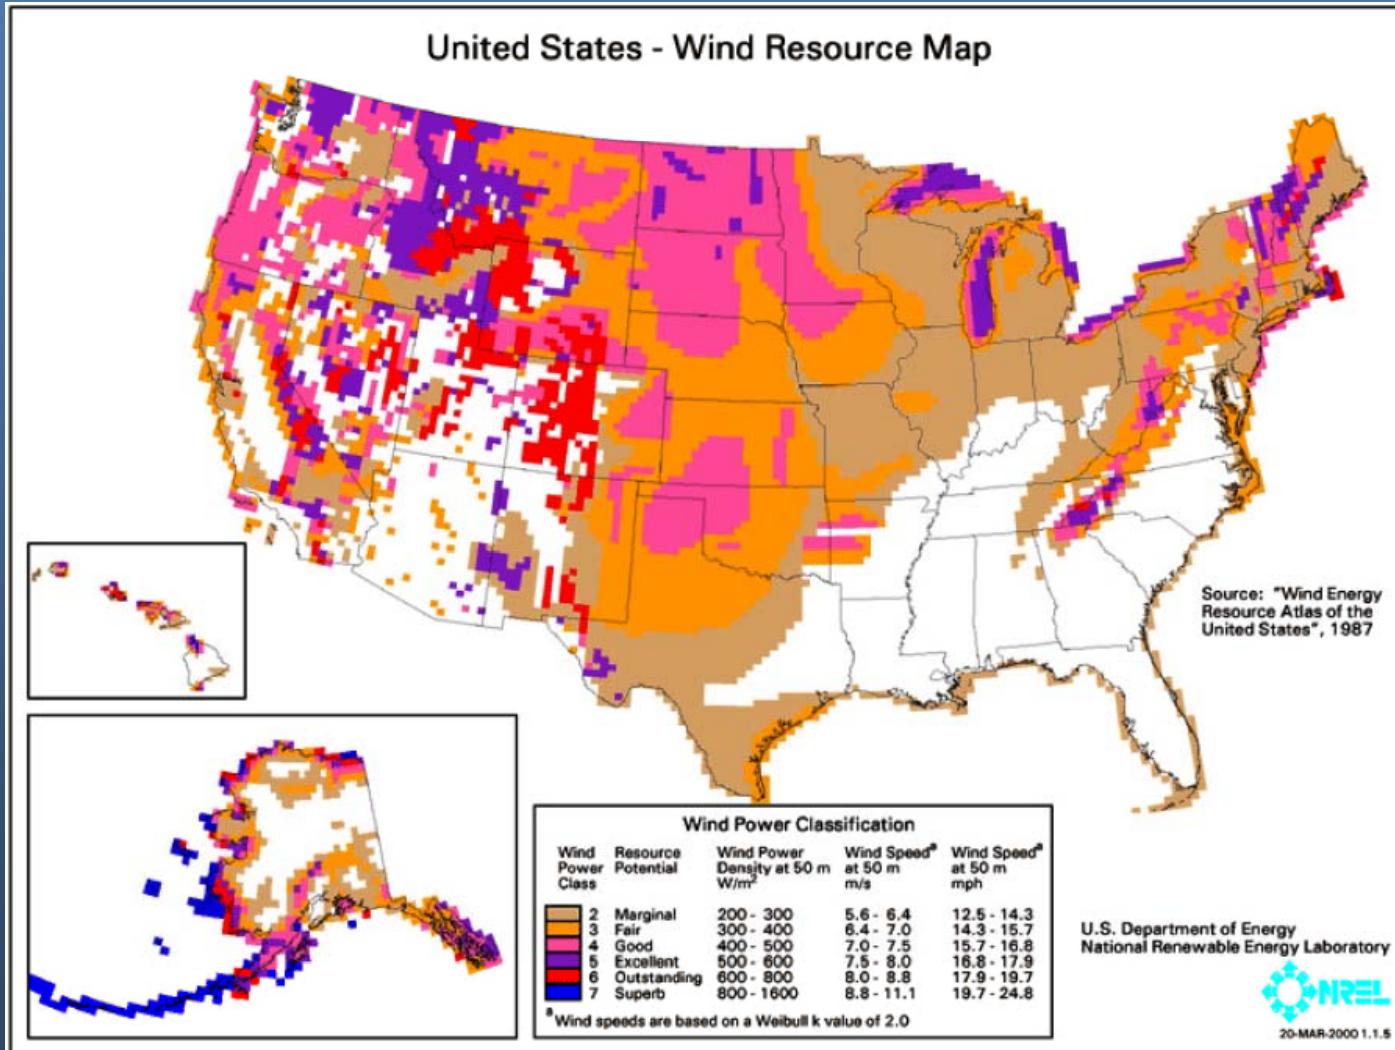 United States - Wind Resource Map
Source: "Wind Energy
Resource Atlas of the
United States", 1987
Wind Power Classification
Wind Resource Wind Power Wind Speedª Wind Speedª
Power Potential Density at 50 m at 50 m at 50 m
Class W/m² m/s mph
2 Marginal 200 - 300 5.6 - 6.4 12.5 - 14.3
3 Fair 300 - 400 6.4 - 7.0 14.3 - 15.7
4 Good 400 - 500 7.0 - 7.5 15.7 - 16.8
5 Excellent 500 - 600 7.5 - 8.0 16.8 - 17.9
6 Outstanding 600 - 800 8.0 - 8.8 17.9 - 19.7
7 Superb 800 - 1600 8.8 - 11.1 19.7 - 24.8
ª Wind speeds are based on a Weibull k value of 2.0
U.S. Department of Energy
National Renewable Energy Laboratory
NREL
20-MAR-2000 1.1.5